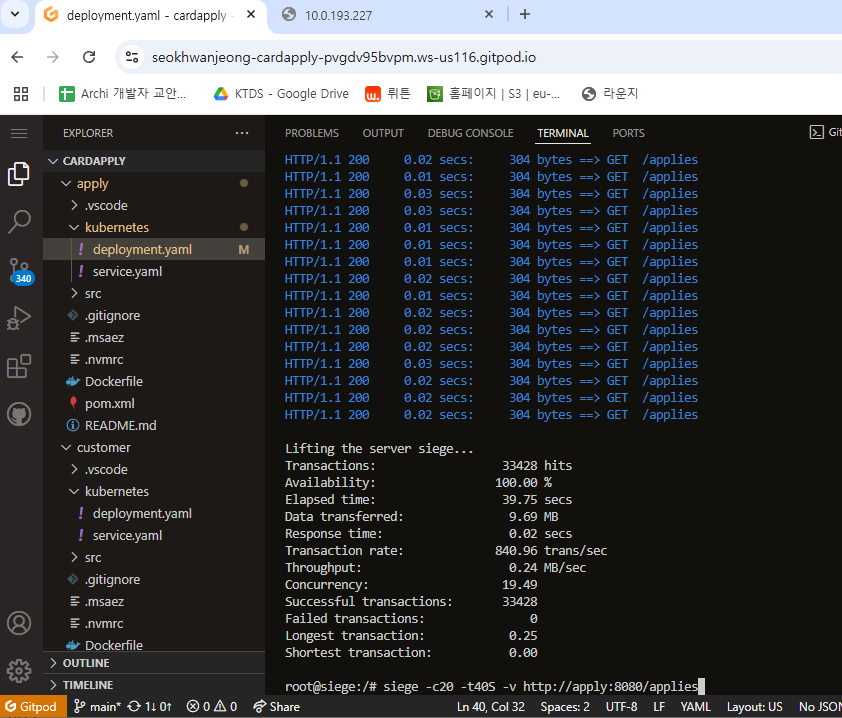 deployment.yaml - cardapply -
10.0.193.227
seokhwanjeong-cardapply-pvgdv95bvpm.ws-us116.gitpod.io
Archi 개발자 교안...
KTDS - Google Drive
뤼튼
홈페이지 | S3 | eu-...
라운지
EXPLORER
CARDAPPLY
apply
.vscode
kubernetes
deployment.yaml M
service.yaml
src
.gitignore
.msaez
.nvmrc
Dockerfile
pom.xml
README.md
customer
.vscode
kubernetes
deployment.yaml
service.yaml
src
.gitignore
.msaez
.nvmrc
Dockerfile
OUTLINE
TIMELINE
340
PROBLEMS OUTPUT DEBUG CONSOLE TERMINAL PORTS
Git
HTTP/1.1 200 0.02 secs: 304 bytes ==> GET /applies
HTTP/1.1 200 0.01 secs: 304 bytes ==> GET /applies
HTTP/1.1 200 0.03 secs: 304 bytes ==> GET /applies
HTTP/1.1 200 0.03 secs: 304 bytes ==> GET /applies
HTTP/1.1 200 0.01 secs: 304 bytes ==> GET /applies
HTTP/1.1 200 0.01 secs: 304 bytes ==> GET /applies
HTTP/1.1 200 0.01 secs: 304 bytes ==> GET /applies
HTTP/1.1 200 0.02 secs: 304 bytes ==> GET /applies
HTTP/1.1 200 0.01 secs: 304 bytes ==> GET /applies
HTTP/1.1 200 0.02 secs: 304 bytes ==> GET /applies
HTTP/1.1 200 0.02 secs: 304 bytes ==> GET /applies
HTTP/1.1 200 0.02 secs: 304 bytes ==> GET /applies
HTTP/1.1 200 0.03 secs: 304 bytes ==> GET /applies
HTTP/1.1 200 0.02 secs: 304 bytes ==> GET /applies
HTTP/1.1 200 0.02 secs: 304 bytes ==> GET /applies
HTTP/1.1 200 0.02 secs: 304 bytes ==> GET /applies
Lifting the server siege...
Transactions: 33428 hits
Availability: 100.00 %
Elapsed time: 39.75 secs
Data transferred: 9.69 MB
Response time: 0.02 secs
Transaction rate: 840.96 trans/sec
Throughput: 0.24 MB/sec
Concurrency: 19.49
Successful transactions: 33428
Failed transactions: 0
Longest transaction: 0.25
Shortest transaction: 0.00
root@siege:/# siege -c20 -t40S -v http://apply:8080/applies
Gitpod main* 1↓ 0↑ 0 0 Share Ln 40, Col 32 Spaces: 2 UTF-8 LF YAML Layout: US No JSON